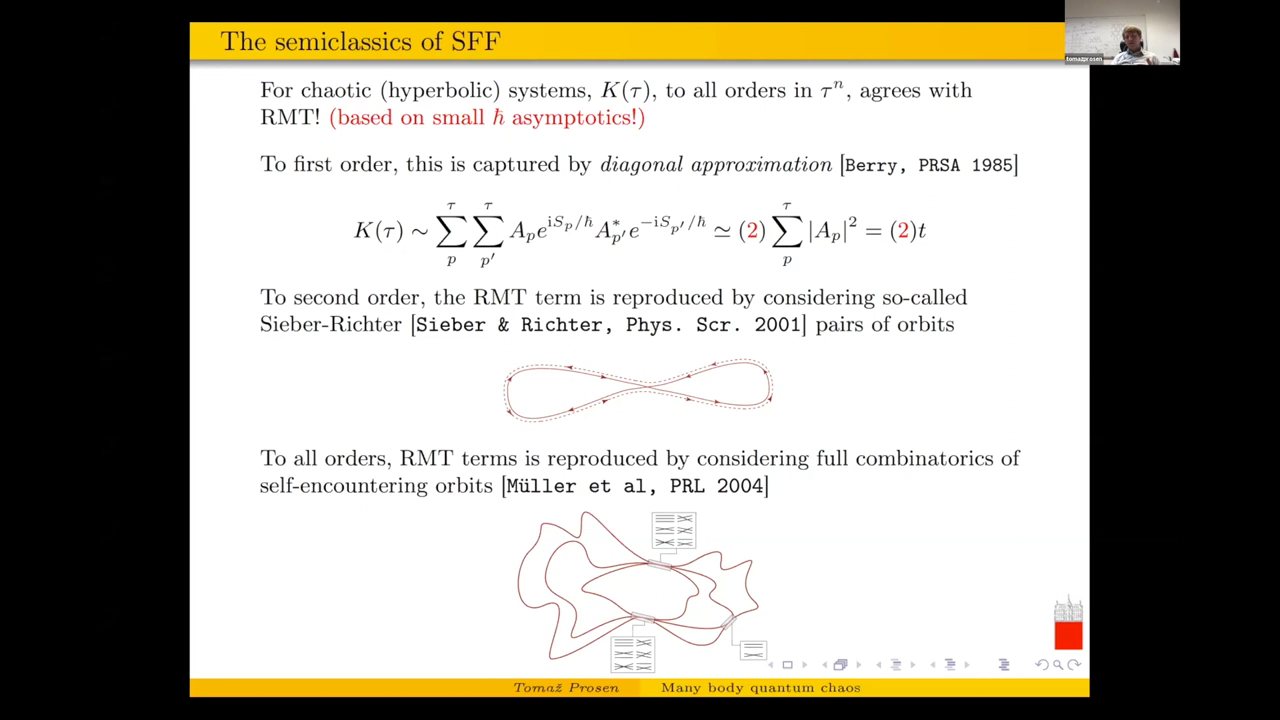 The semiclassics of SFF
tomažprosen
For chaotic (hyperbolic) systems, K(τ), to all orders in τⁿ, agrees with
RMT! (based on small ℏ asymptotics!)
To first order, this is captured by diagonal approximation [Berry, PRSA 1985]
K(τ) ∼ ∑_p^τ ∑_{p′}^τ A_p e^{iS_p/ℏ} A*_{p′} e^{−iS_{p′}/ℏ} ≃ (2) ∑_p^τ |A_p|² = (2)t
To second order, the RMT term is reproduced by considering so-called
Sieber-Richter [Sieber & Richter, Phys. Scr. 2001] pairs of orbits
To all orders, RMT terms is reproduced by considering full combinatorics of
self-encountering orbits [Müller et al, PRL 2004]
Tomaž Prosen Many body quantum chaos